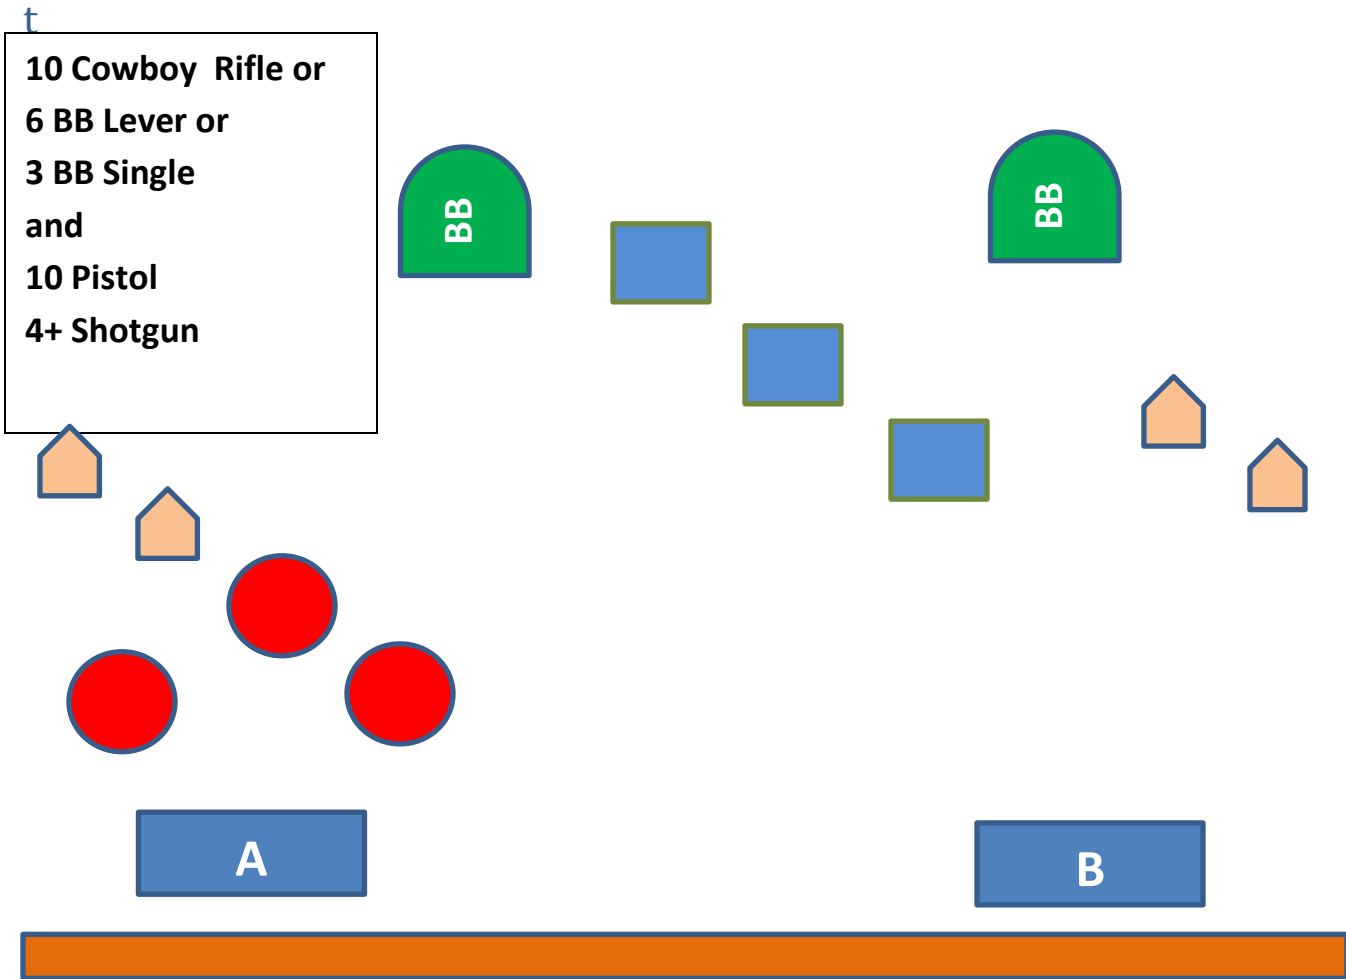 t
10 Cowboy  Rifle or
6 BB Lever or
3 BB Single
and
10 Pistol
4+ Shotgun
BB
BB
A
B